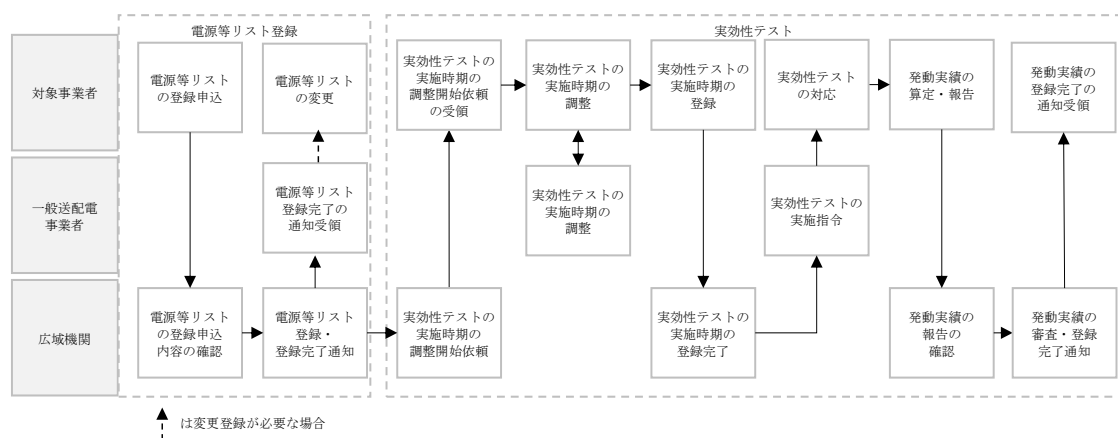 電源等リスト登録
実効性テスト
対象事業者
電源等リスト
の登録申込
電源等リスト
の変更
実効性テストの
実施時期の
調整開始依頼
の受領
実効性テストの
実施時期の
調整
実効性テストの
実施時期の
登録
実効性テスト
の対応
発動実績の
算定・報告
発動実績の
登録完了の
通知受領
一般送配電
事業者
電源等リスト
登録完了の
通知受領
実効性テストの
実施時期の
調整
実効性テストの
実施指令
広域機関
電源等リスト
の登録申込
内容の確認
電源等リスト
登録・
登録完了通知
実効性テストの
実施時期の
調整開始依頼
実効性テストの
実施時期の
登録完了
発動実績の
報告の
確認
発動実績の
審査・登録
完了通知
は変更登録が必要な場合